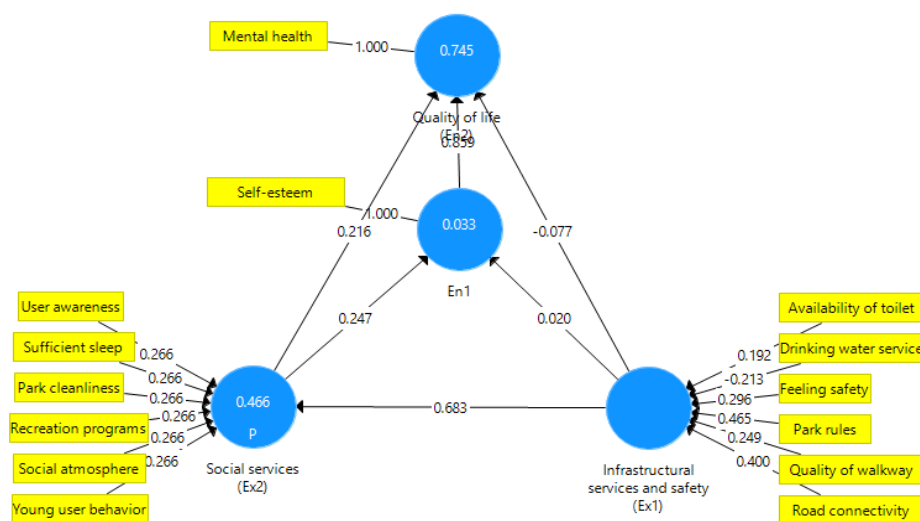 Mental health
1.000
0.745
Quality of life
(En2)
0.859
Self-esteem
1.000
0.033
En1
0.216
-0.077
0.247
0.020
User awareness
Sufficient sleep
Park cleanliness
Recreation programs
Social atmosphere
Young user behavior
0.266
0.266
0.266
0.266
0.266
0.266
0.466
p
Social services
(Ex2)
0.683
Infrastructural
services and safety
(Ex1)
0.192
-0.213
0.296
0.465
0.249
0.400
Availability of toilet
Drinking water service
Feeling safety
Park rules
Quality of walkway
Road connectivity